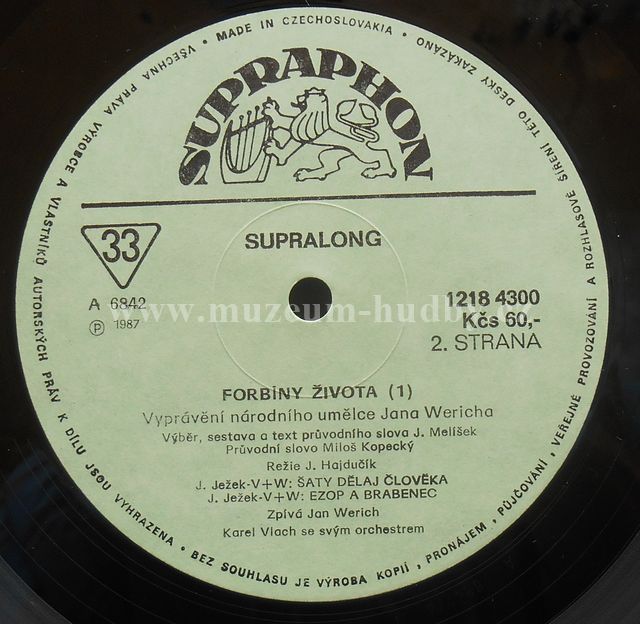 VŠECHNA PRÁVA VÝROBCE A VLASTNÍKŮ AUTORSKÝCH PRÁV K DÍLU JSOU VYHRAZENA • BEZ SOUHLASU JE VÝROBA KOPIÍ, PRONÁJEM, PŮJČOVÁNÍ, VEŘEJNÉ PROVOZOVÁNÍ A ROZHLASOVÉ ŠÍŘENÍ TÉTO DESKY ZAKÁZÁNO • MADE IN CZECHOSLOVAKIA •
SUPRAPHON
33
SUPRALONG
A 6842
℗ 1987
1218 4300
Kčs 60,-
2. STRANA
www.muzeum-hudby.cz
FORBÍNY ŽIVOTA (1)
Vyprávění národního umělce Jana Wericha
Výběr, sestava a text průvodního slova J. Melíšek
Průvodní slovo Miloš Kopecký
Režie J. Hajdučík
J. Ježek-V+W: ŠATY DĚLAJ ČLOVĚKA
J. Ježek-V+W: EZOP A BRABENEC
Zpívá Jan Werich
Karel Vlach se svým orchestrem